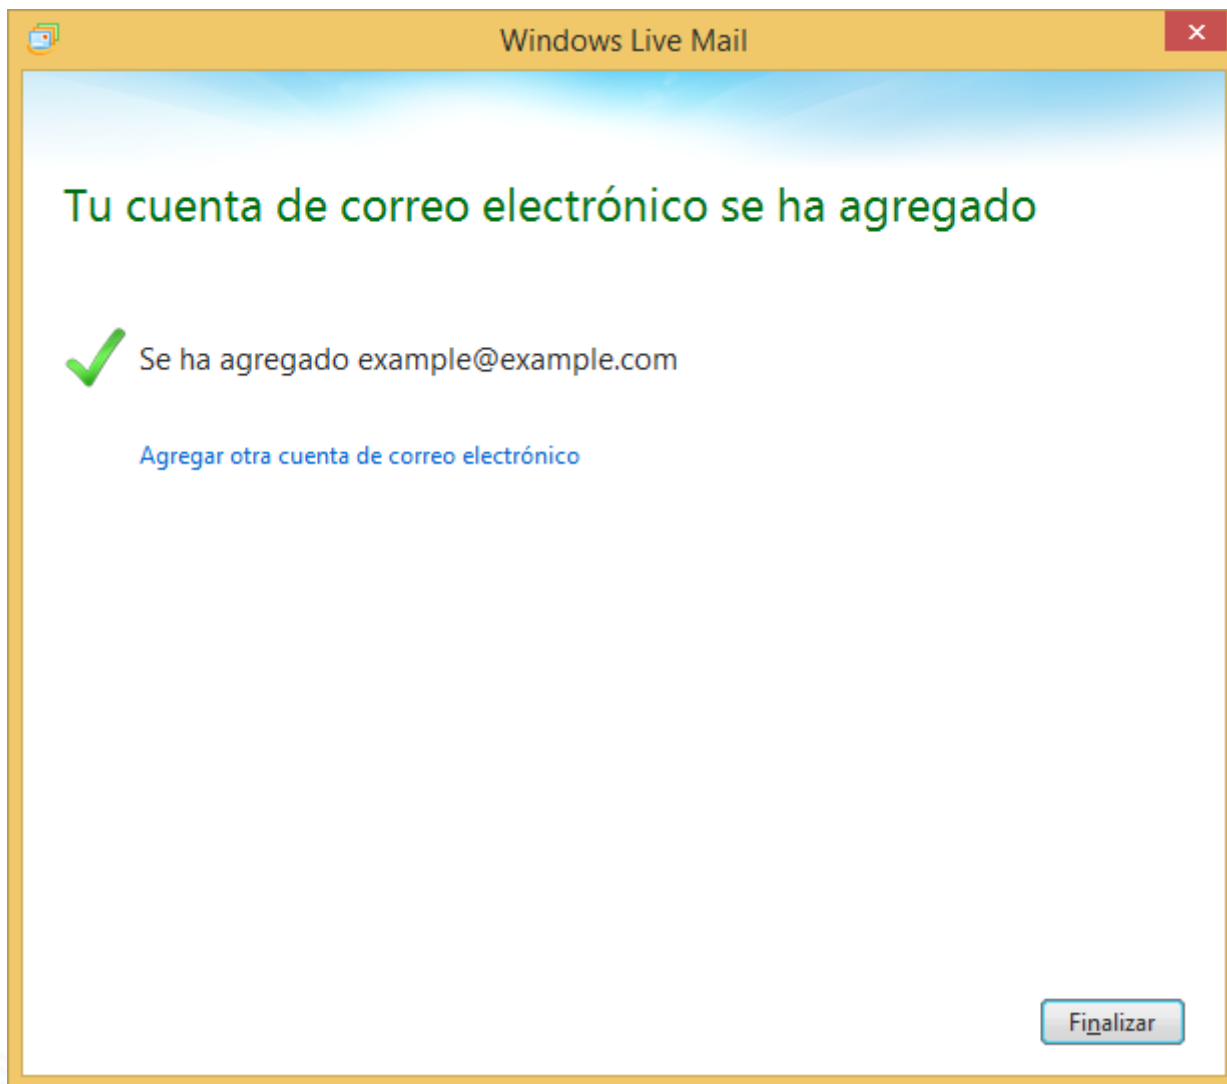 Windows Live Mail
Tu cuenta de correo electrónico se ha agregado
Se ha agregado example@example.com
Agregar otra cuenta de correo electrónico
Finalizar